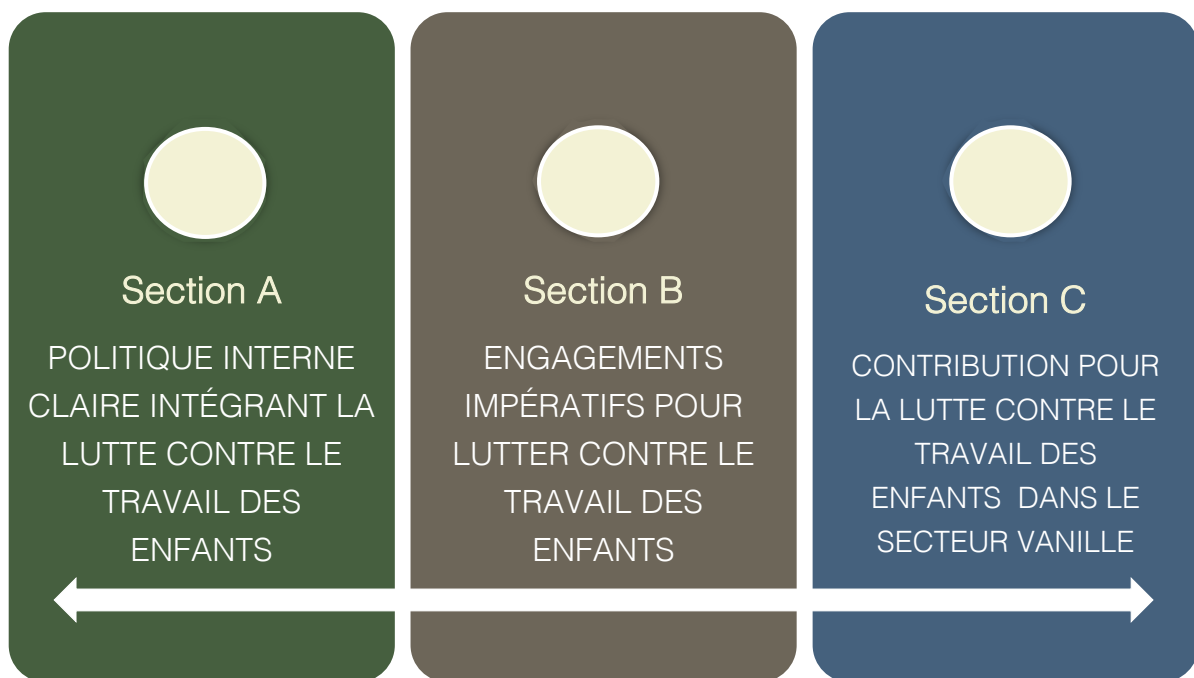 Section A
POLITIQUE INTERNE
CLAIRE INTÉGRANT LA
LUTTE CONTRE LE
TRAVAIL DES
ENFANTS
Section B
ENGAGEMENTS
IMPÉRATIFS POUR
LUTTER CONTRE LE
TRAVAIL DES
ENFANTS
Section C
CONTRIBUTION POUR
LA LUTTE CONTRE LE
TRAVAIL DES
ENFANTS  DANS LE
SECTEUR VANILLE